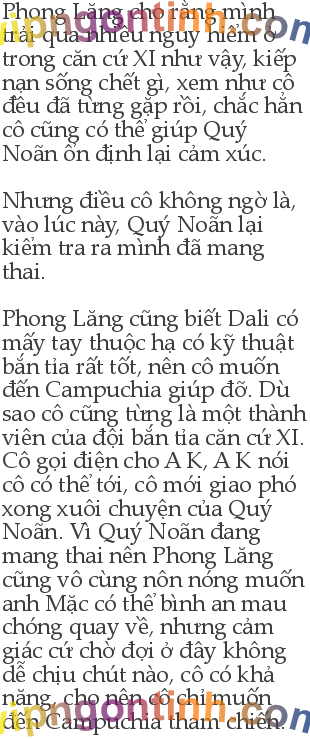 Phong Lăng cho rằng mình
trải qua nhiều nguy hiểm ở
trong căn cứ XI như vậy, kiếp
nạn sống chết gì, xem như cô
đều đã từng gặp rồi, chắc hẳn
cô cũng có thể giúp Quý
Noãn ổn định lại cảm xúc.
Nhưng điều cô không ngờ là,
vào lúc này, Quý Noãn lại
kiểm tra ra mình đã mang
thai.
Phong Lăng cũng biết Dali có
mấy tay thuộc hạ có kỹ thuật
bắn tỉa rất tốt, nên cô muốn
đến Campuchia giúp đỡ. Dù
sao cô cũng từng là một thành
viên của đội bắn tỉa căn cứ XI.
Cô gọi điện cho A K, A K nói
cô có thể tới, cô mới giao phó
xong xuôi chuyện của Quý
Noãn. Vì Quý Noãn đang
mang thai nên Phong Lăng
cũng vô cùng nôn nóng muốn
anh Mặc có thể bình an mau
chóng quay về, nhưng cảm
giác cứ chờ đợi ở đây không
dễ chịu chút nào, cô có khả
năng, cho nên cô chỉ muốn
đến Campuchia tham chiến.
vipngontinh.com
vipngontinh.com